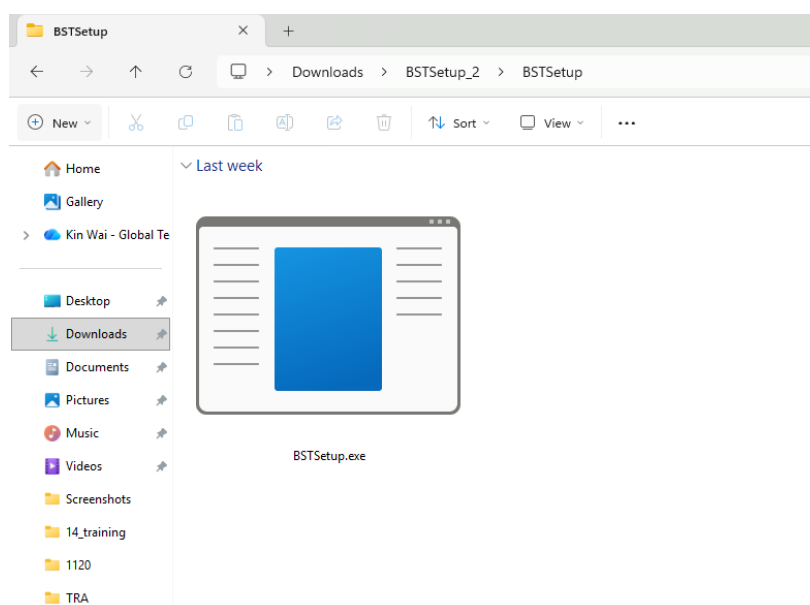 BSTSetup
Downloads > BSTSetup_2 > BSTSetup
New
Sort
View
Home
Last week
Gallery
Kin Wai - Global Te
Desktop
Downloads
Documents
Pictures
Music
BSTSetup.exe
Videos
Screenshots
14_training
1120
TRA